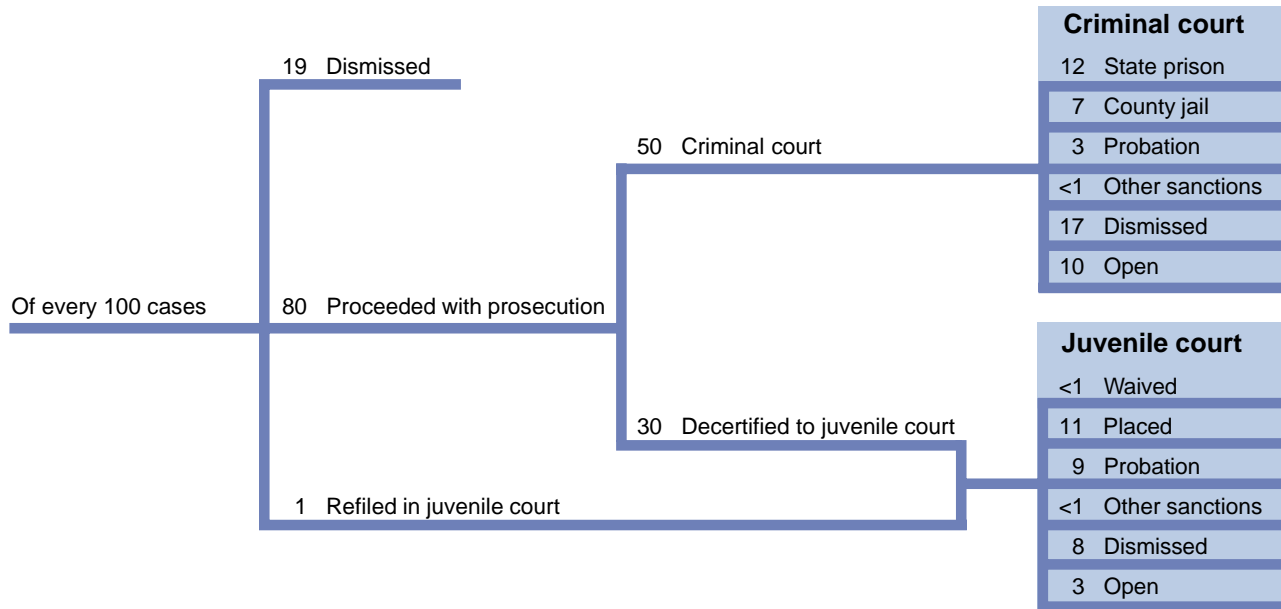 Of every 100 cases
19 Dismissed
80 Proceeded with prosecution
1 Refiled in juvenile court
50 Criminal court
30 Decertified to juvenile court
Criminal court
12 State prison
7 County jail
3 Probation
<1 Other sanctions
17 Dismissed
10 Open
Juvenile court
<1 Waived
11 Placed
9 Probation
<1 Other sanctions
8 Dismissed
3 Open